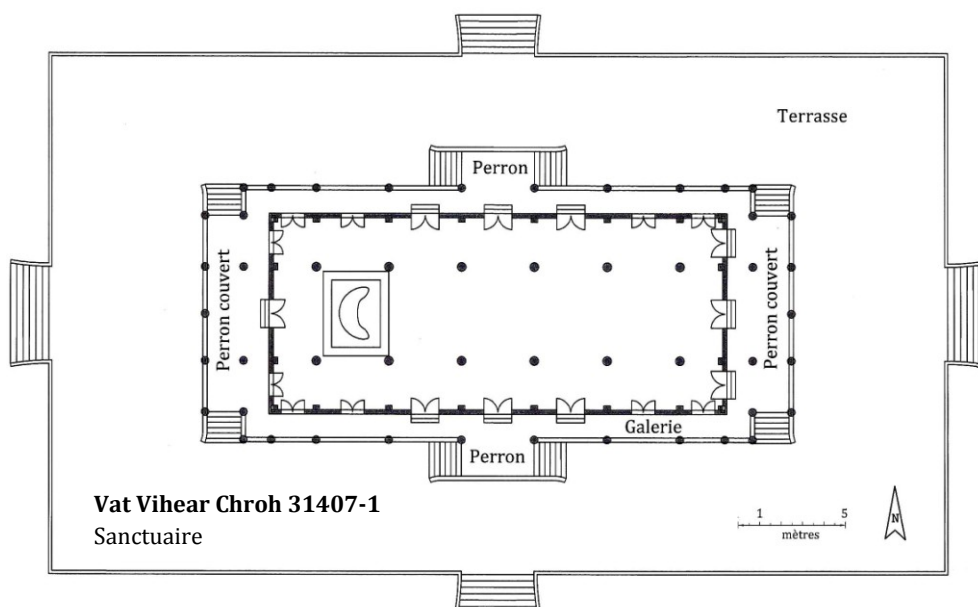 Terrasse
Perron
Perron couvert
Perron couvert
Galerie
Perron
Vat Vihear Chroh 31407-1
Sanctuaire
1 5
mètres
N